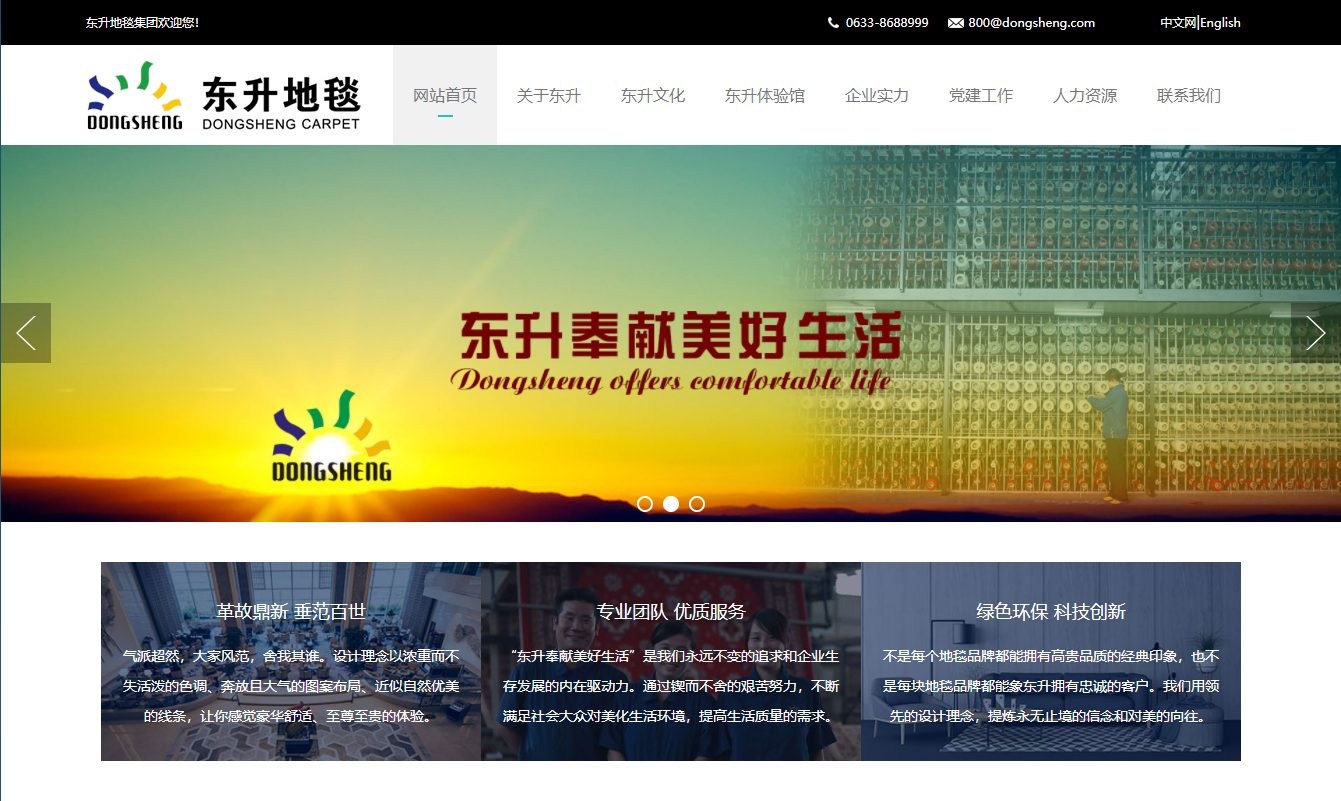 东升地毯集团欢迎您!
0633-8688999
800@dongsheng.com
中文网|English
DONGSHENG
东升地毯
DONGSHENG CARPET
网站首页
关于东升
东升文化
东升体验馆
企业实力
党建工作
人力资源
联系我们
东升奉献美好生活
Dongsheng offers comfortable life
DONGSHENG
革故鼎新 垂范百世
气派超然，大家风范，舍我其谁。设计理念以浓重而不
失活泼的色调、奔放且大气的图案布局、近似自然优美
的线条，让你感觉豪华舒适、至尊至贵的体验。
专业团队 优质服务
“东升奉献美好生活”是我们永远不变的追求和企业生
存发展的内在驱动力。通过锲而不舍的艰苦努力，不断
满足社会大众对美化生活环境，提高生活质量的需求。
绿色环保 科技创新
不是每个地毯品牌都能拥有高贵品质的经典印象，也不
是每块地毯品牌都能象东升拥有忠诚的客户。我们用领
先的设计理念，提炼永无止境的信念和对美的向往。